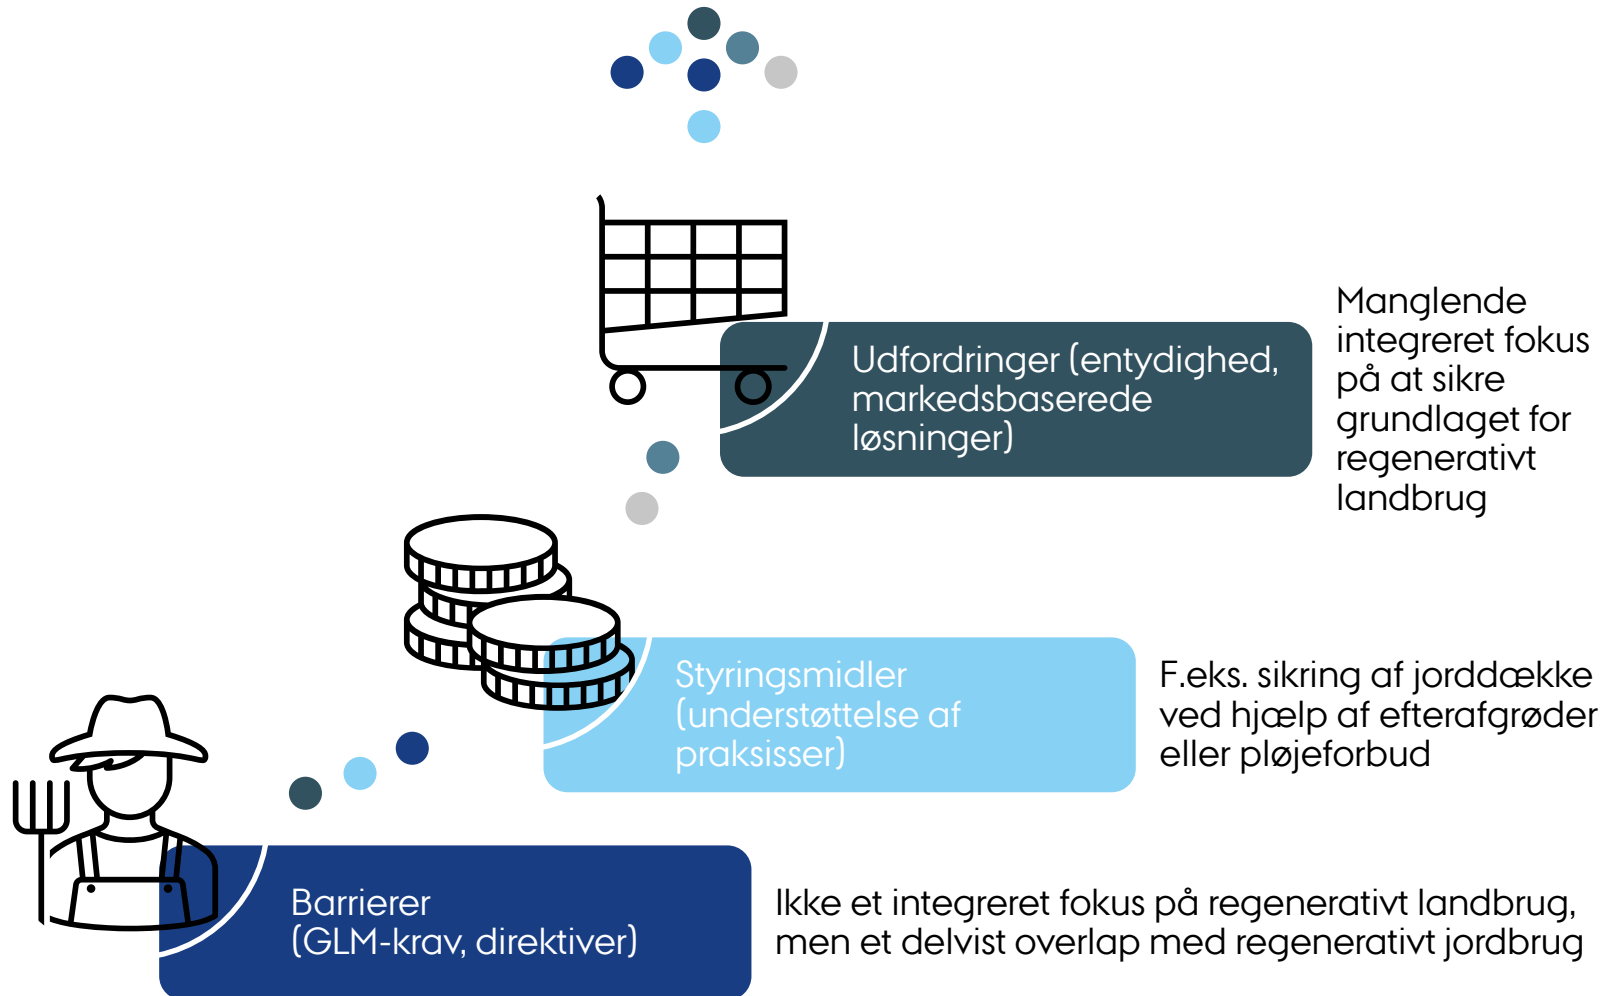 Udfordringer (entydighed,
markedsbaserede
løsninger)
Manglende
integreret fokus
på at sikre
grundlaget for
regenerativt
landbrug
Styringsmidler
(understøttelse af
praksisser)
F.eks. sikring af jorddække
ved hjælp af efterafgrøder
eller pløjeforbud
Barrierer
(GLM-krav, direktiver)
Ikke et integreret fokus på regenerativt landbrug,
men et delvist overlap med regenerativt jordbrug